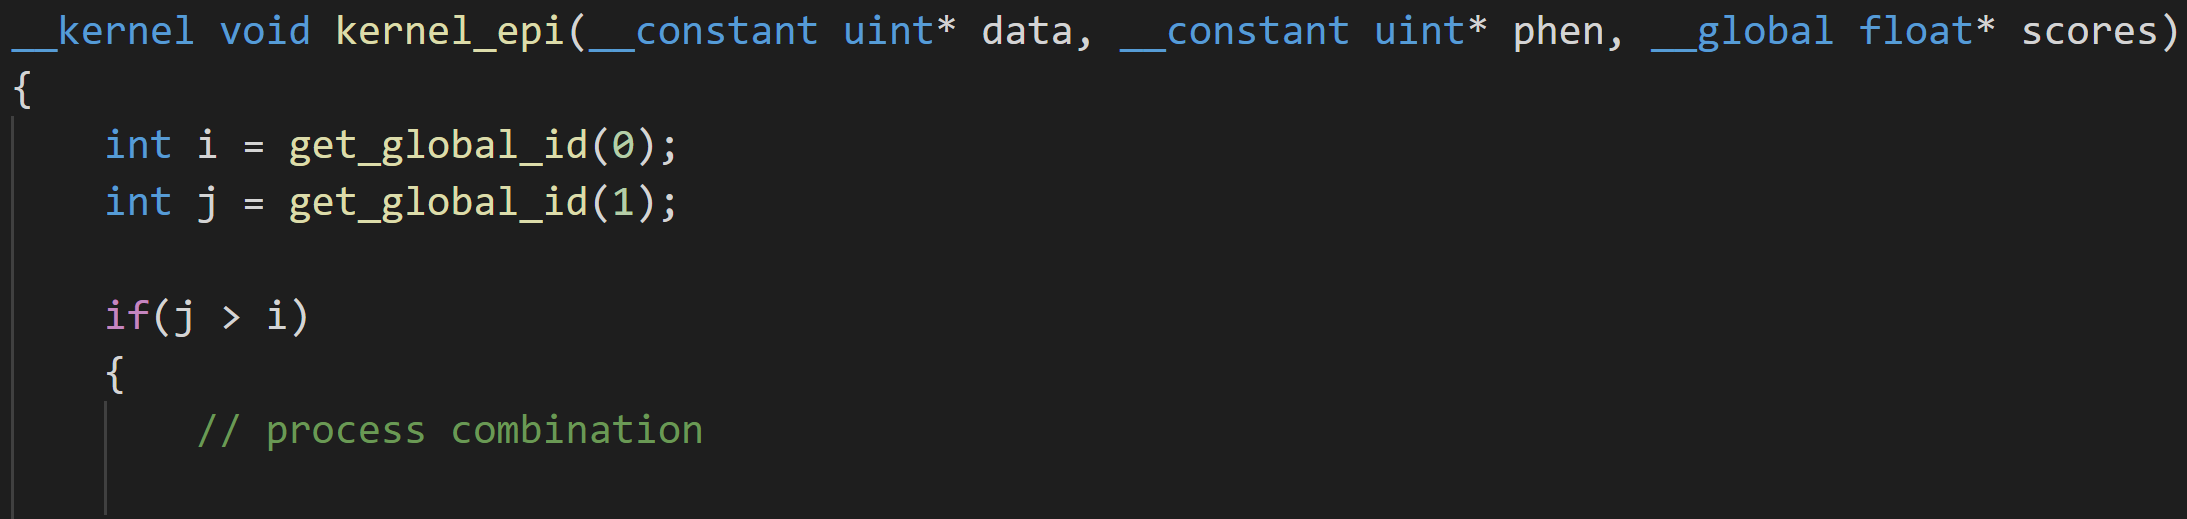 __kernel void kernel_epi(__constant uint* data, __constant uint* phen, __global float* scores)
{
    int i = get_global_id(0);
    int j = get_global_id(1);

    if(j > i)
    {
        // process combination